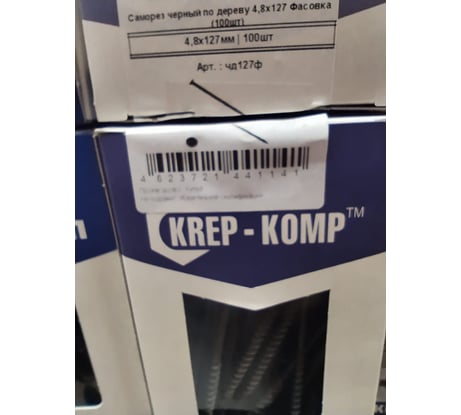 Саморез черный по дереву 4,8х127 Фасовка
(100шт)
4,8х127мм | 100шт
Арт. : чд127ф
4 623721 441141
KREP - KOMP™